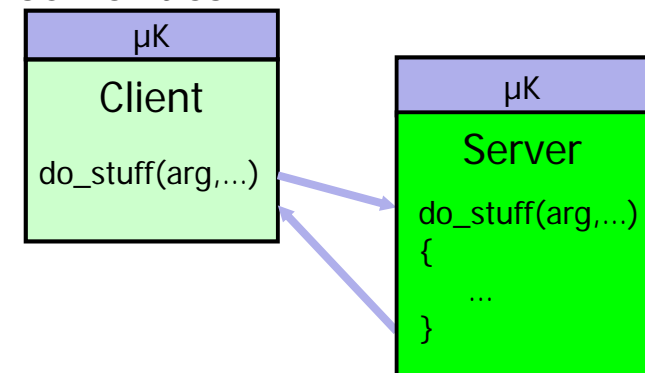 μK
Client
do_stuff(arg,...)
μK
Server
do_stuff(arg,...)
{
...
}